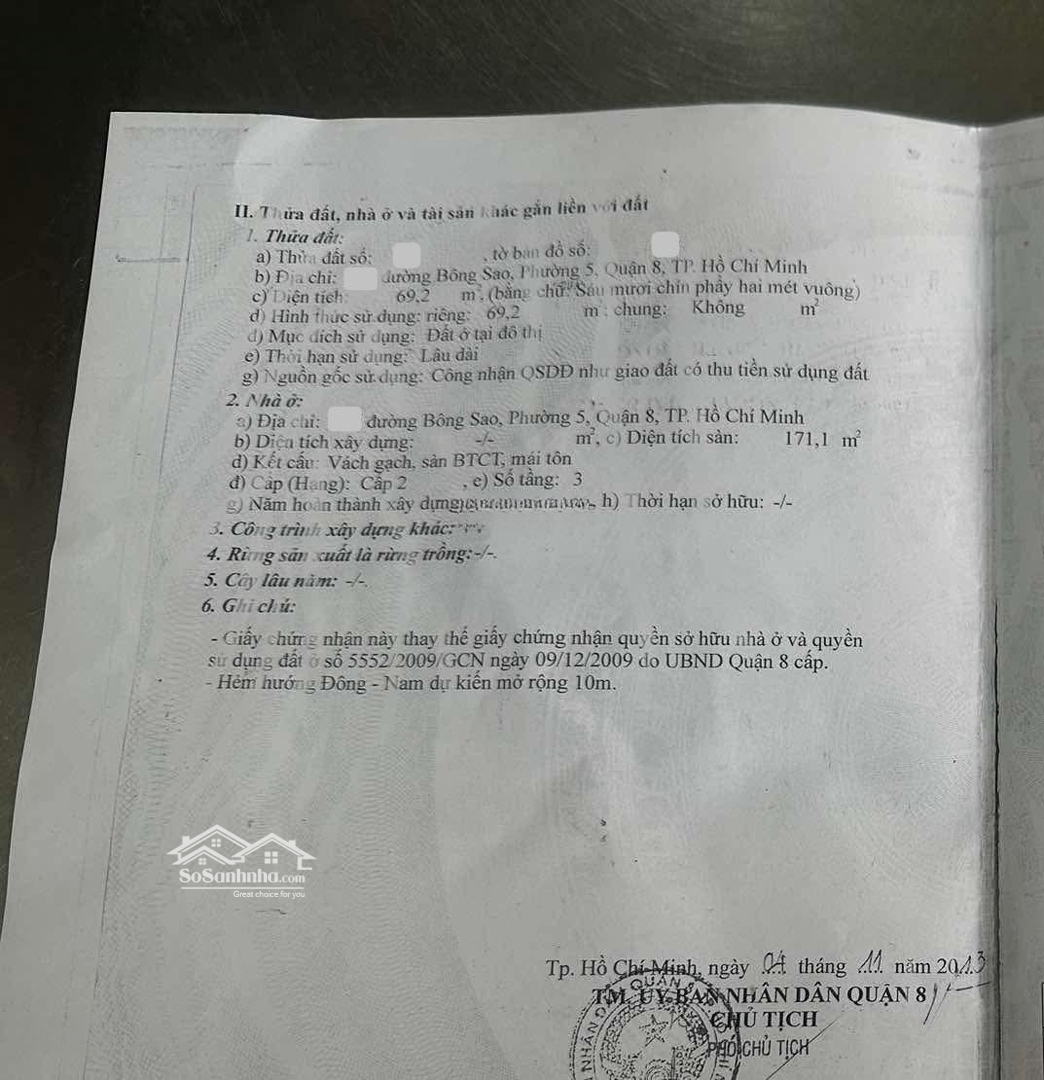 II. Thửa đất, nhà ở và tài sản khác gắn liền với đất
1. Thửa đất:
a) Thửa đất số: , tờ bản đồ số:
b) Địa chỉ: đường Bông Sao, Phường 5, Quận 8, TP. Hồ Chí Minh
c) Diện tích: 69,2 m², (bằng chữ: Sáu mươi chín phẩy hai mét vuông)
d) Hình thức sử dụng: riêng: 69,2 m²; chung: Không m²
đ) Mục đích sử dụng: Đất ở tại đô thị
e) Thời hạn sử dụng: Lâu dài
g) Nguồn gốc sử dụng: Công nhận QSDĐ như giao đất có thu tiền sử dụng đất
2. Nhà ở:
a) Địa chỉ: đường Bông Sao, Phường 5, Quận 8, TP. Hồ Chí Minh
b) Diện tích xây dựng: -/- m², c) Diện tích sàn: 171,1 m²
d) Kết cấu: Vách gạch, sàn BTCT, mái tôn
đ) Cấp (Hạng): Cấp 2 , e) Số tầng: 3
g) Năm hoàn thành xây dựng h) Thời hạn sở hữu: -/-
3. Công trình xây dựng khác:
4. Rừng sản xuất là rừng trồng:-/-.
5. Cây lâu năm: -/-.
6. Ghi chú:
- Giấy chứng nhận này thay thế giấy chứng nhận quyền sở hữu nhà ở và quyền
sử dụng đất ở số 5552/2009/GCN ngày 09/12/2009 do UBND Quận 8 cấp.
- Hẻm hướng Đông - Nam dự kiến mở rộng 10m.
SoSanhnha.com
Great choice for you
Tp. Hồ Chí Minh, ngày 04 tháng 11 năm 2013
TM. ỦY BAN NHÂN DÂN QUẬN 8
CHỦ TỊCH
PHÓ CHỦ TỊCH